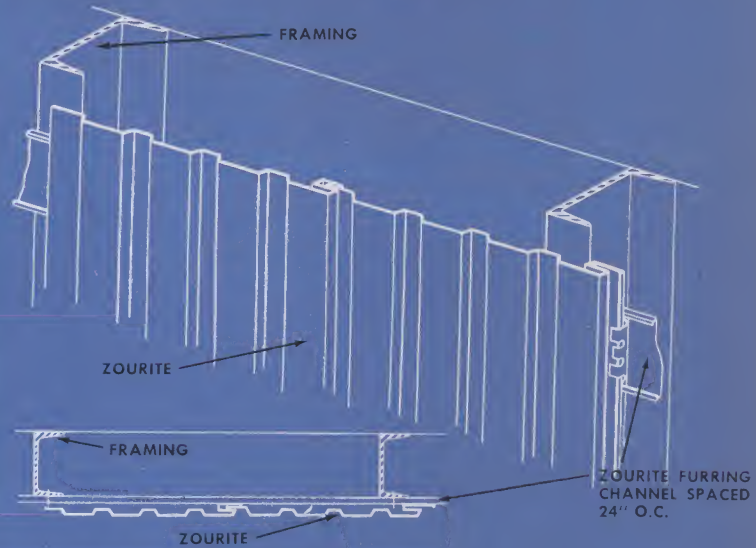 FRAMING
ZOURITE
FRAMING
ZOURITE FURRING
CHANNEL SPACED
24" O.C.
ZOURITE